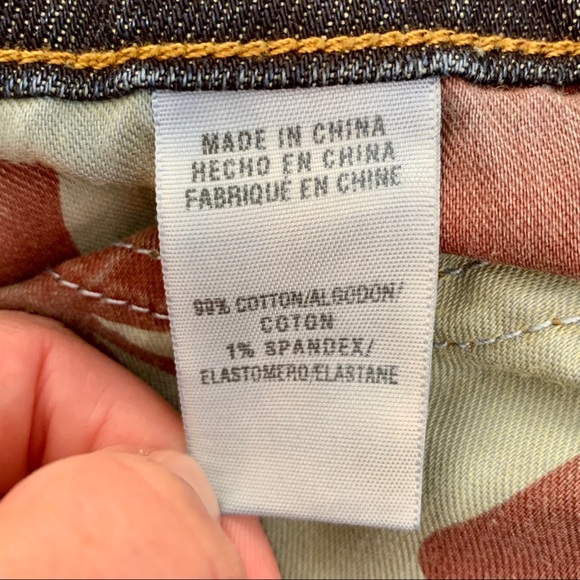 MADE IN CHINA
HECHO EN CHINA
FABRIQUÉ EN CHINE
99% COTTON/ALGODON/
COTON
1% SPANDEX/
ELASTOMERO/ELASTANE